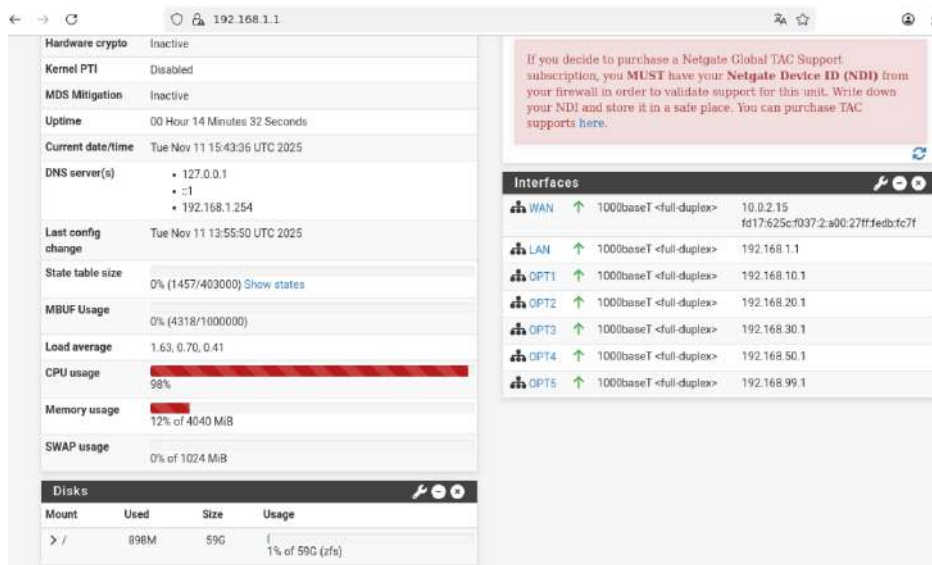 192.168.1.1
Hardware crypto Inactive
Kernel PTI Disabled
MDS Mitigation Inactive
Uptime 00 Hour 14 Minutes 32 Seconds
Current date/time Tue Nov 11 15:43:36 UTC 2025
DNS server(s)
• 127.0.0.1
• ::1
• 192.168.1.254
Last config change Tue Nov 11 13:55:50 UTC 2025
State table size
0% (1457/403000) Show states
MBUF Usage
0% (4318/1000000)
Load average 1.63, 0.70, 0.41
CPU usage
98%
Memory usage
12% of 4040 MiB
SWAP usage
0% of 1024 MiB
Disks
Mount Used Size Usage
> / 898M 59G
1% of 59G (zfs)
If you decide to purchase a Netgate Global TAC Support
subscription, you MUST have your Netgate Device ID (NDI) from
your firewall in order to validate support for this unit. Write down
your NDI and store it in a safe place. You can purchase TAC
supports here.
Interfaces
WAN 1000baseT <full-duplex> 10.0.2.15
fd17:625c:f037:2:a00:27ff:fedb:fc7f
LAN 1000baseT <full-duplex> 192.168.1.1
OPT1 1000baseT <full-duplex> 192.168.10.1
OPT2 1000baseT <full-duplex> 192.168.20.1
OPT3 1000baseT <full-duplex> 192.168.30.1
OPT4 1000baseT <full-duplex> 192.168.50.1
OPT5 1000baseT <full-duplex> 192.168.99.1